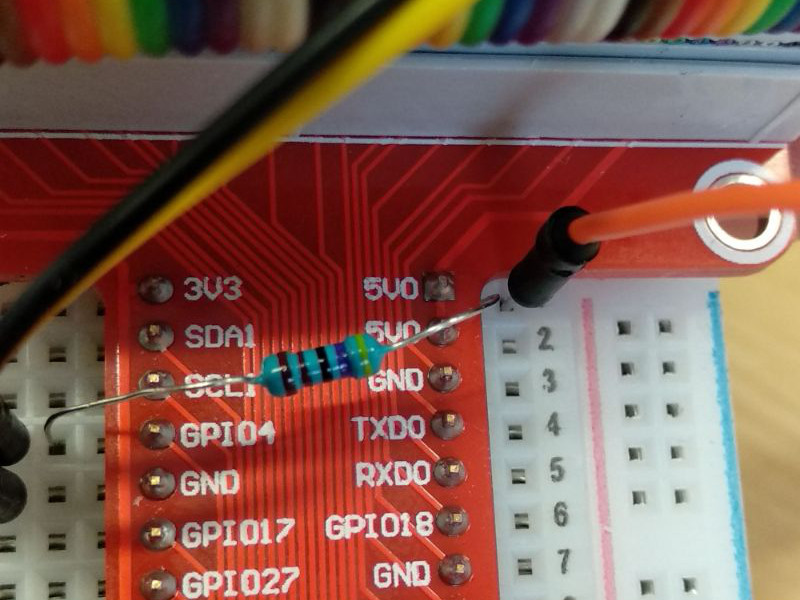 3V3
5V0
SDA1
5V0
2
SCL1
GND
3
GPIO4
TXD0
4
GND
RXD0
5
GPIO17
GPIO18
6
GPIO27
GND
7